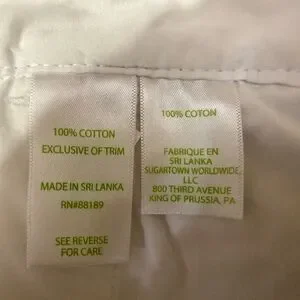 100% COTTON
EXCLUSIVE OF TRIM
MADE IN SRI LANKA
RN#88189
SEE REVERSE
FOR CARE
100% COTON
FABRIQUE EN
SRI LANKA
SUGARTOWN WORLDWIDE,
LLC
800 THIRD AVENUE
KING OF PRUSSIA, PA